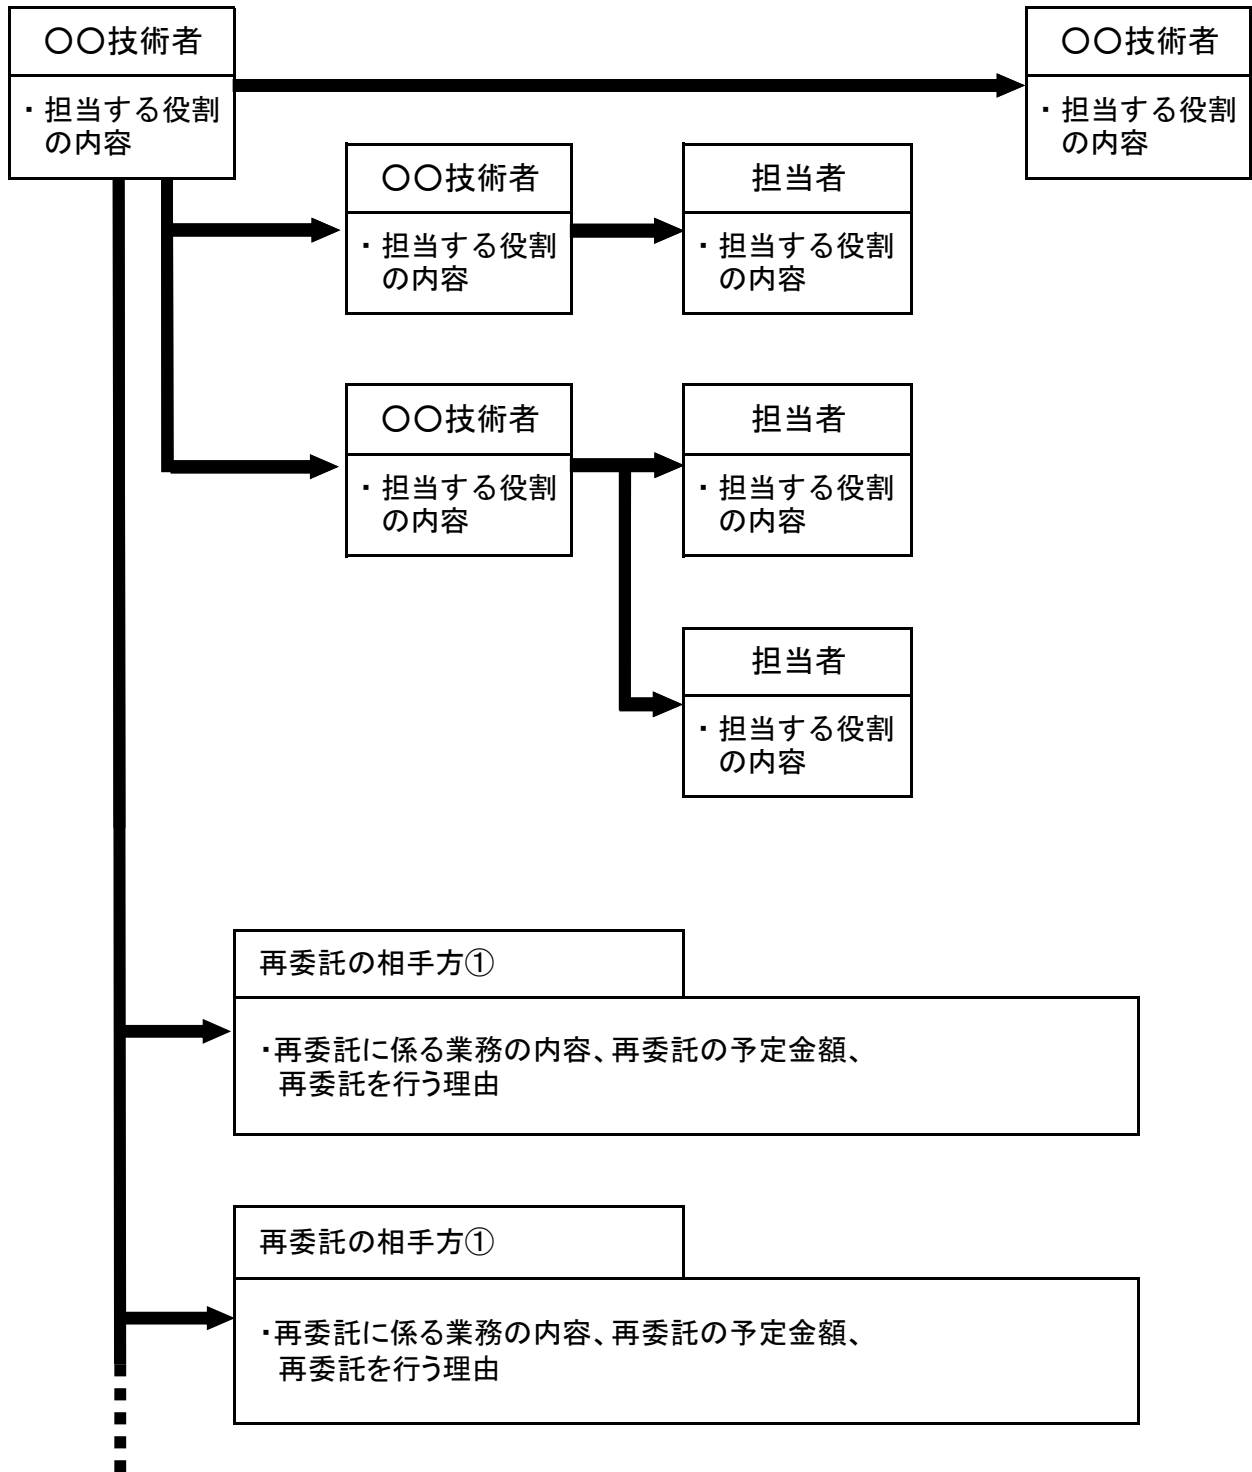 〇〇技術者
・担当する役割
の内容
〇〇技術者
・担当する役割
の内容
〇〇技術者
・担当する役割
の内容
担当者
・担当する役割
の内容
〇〇技術者
・担当する役割
の内容
担当者
・担当する役割
の内容
担当者
・担当する役割
の内容
再委託の相手方①
・再委託に係る業務の内容、再委託の予定金額、
再委託を行う理由
再委託の相手方①
・再委託に係る業務の内容、再委託の予定金額、
再委託を行う理由